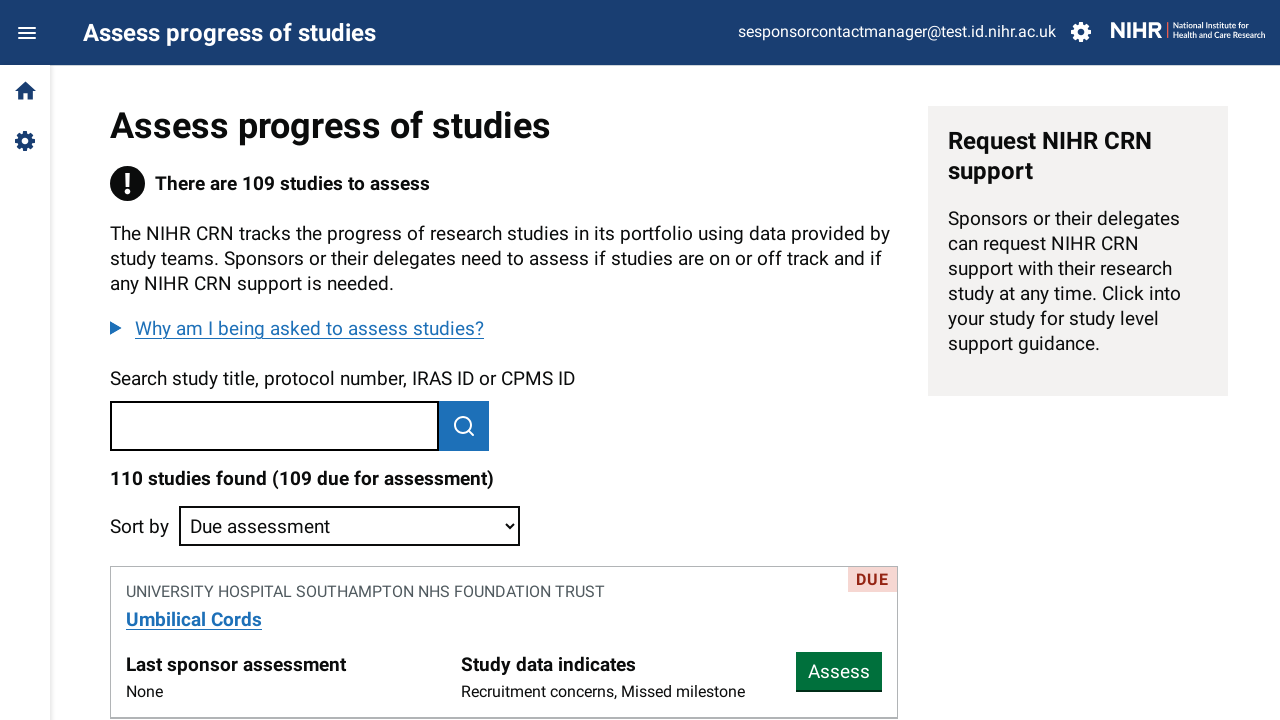 Assess progress of studies
sesponsorcontactmanager@test.id.nihr.ac.uk
NIHR National Institute for
Health and Care Research
Assess progress of studies
There are 109 studies to assess
The NIHR CRN tracks the progress of research studies in its portfolio using data provided by
study teams. Sponsors or their delegates need to assess if studies are on or off track and if
any NIHR CRN support is needed.
Why am I being asked to assess studies?
Search study title, protocol number, IRAS ID or CPMS ID
110 studies found (109 due for assessment)
Sort by Due assessment
DUE
UNIVERSITY HOSPITAL SOUTHAMPTON NHS FOUNDATION TRUST
Umbilical Cords
Last sponsor assessment
None
Study data indicates
Recruitment concerns, Missed milestone
Assess
Request NIHR CRN
support
Sponsors or their delegates
can request NIHR CRN
support with their research
study at any time. Click into
your study for study level
support guidance.